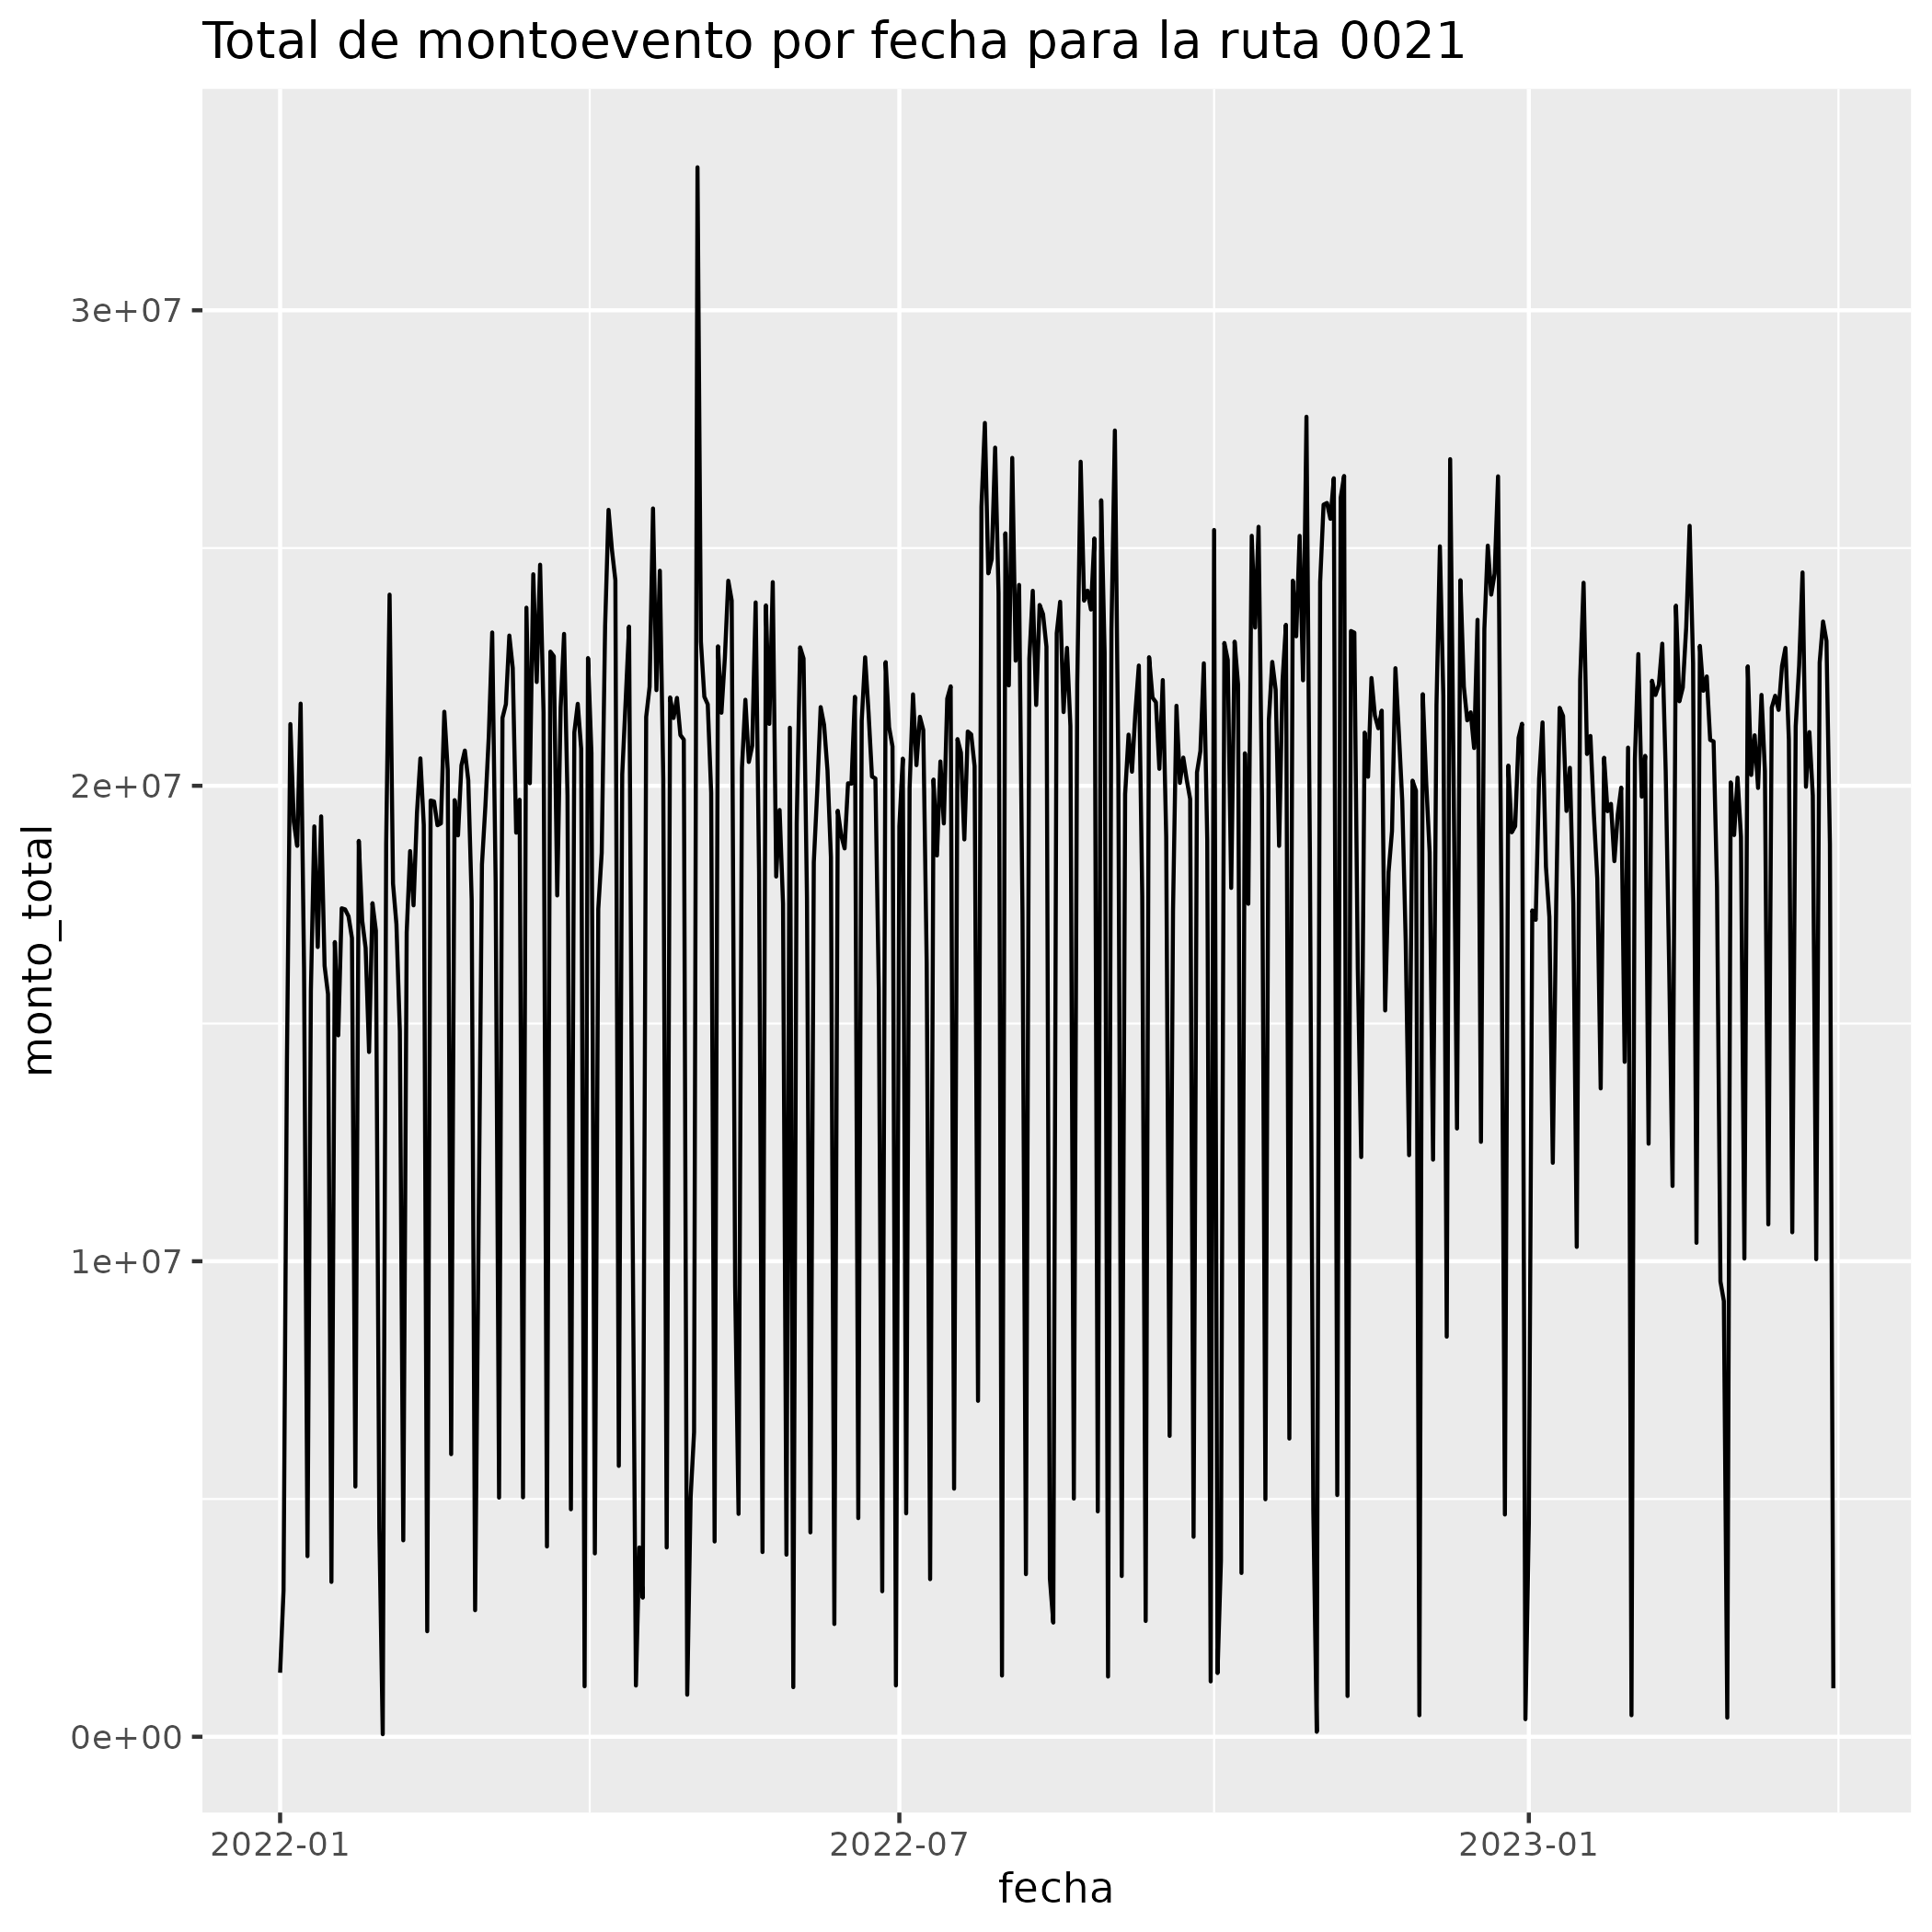 Total de montoevento por fecha para la ruta 0021
monto_total
3e+07
2e+07
1e+07
0e+00
2022-01
2022-07
2023-01
fecha